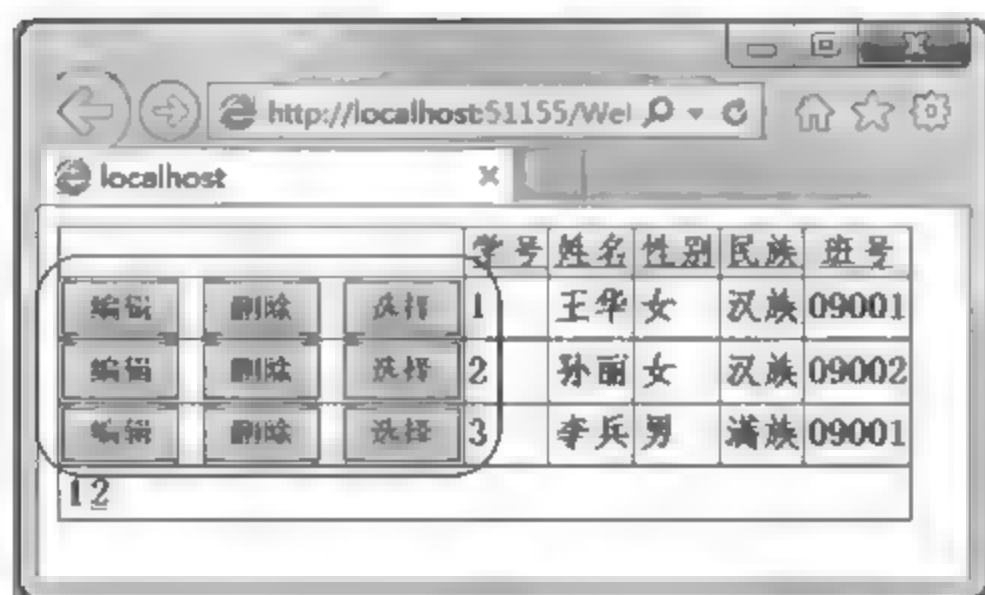 http://localhost:51155/Wel
localhost
学号 姓名 性别 民族 班号
编辑 删除 选择 1 王华 女 汉族 09001
编辑 删除 选择 2 孙丽 女 汉族 09002
编辑 删除 选择 3 李兵 男 满族 09001
1 2